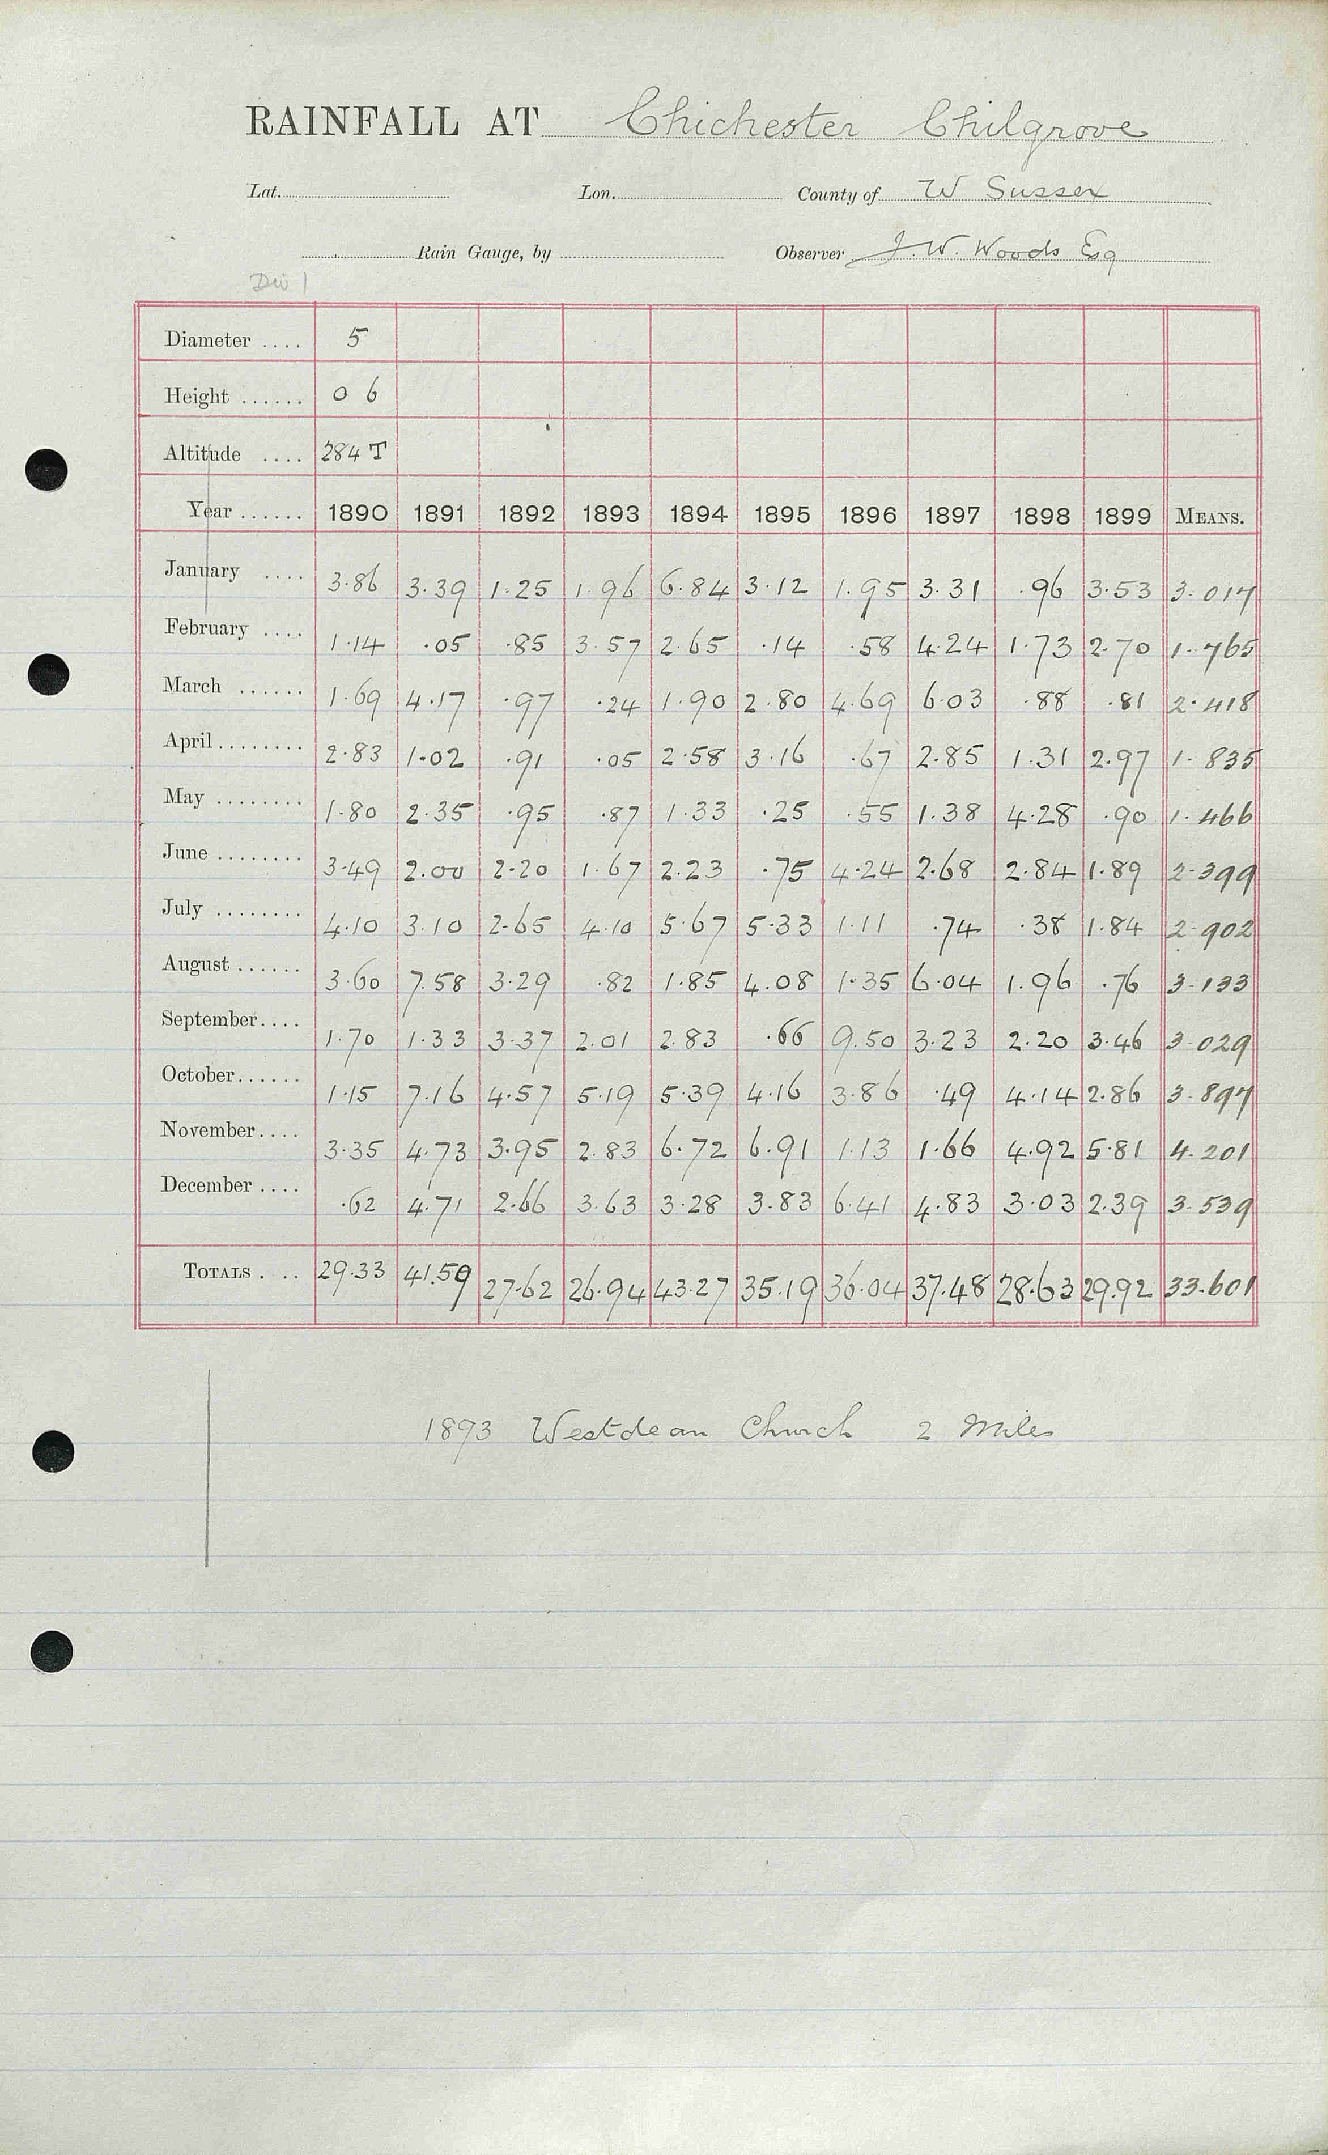 RAINFALL AT Chichester Chilgrove
Lat. Lon. County of W Sussex
Rain Gauge, by Observer J. W. Woods Esq
Div 1
Diameter .... 5
Height ...... 0 6
Altitude .... 284 T
Year ...... 1890 1891 1892 1893 1894 1895 1896 1897 1898 1899 MEANS.
January .... 3.86 3.39 1.25 1.96 6.84 3.12 1.95 3.31 .96 3.53 3.017
February .... 1.14 .05 .85 3.57 2.65 .14 .58 4.24 1.73 2.70 1.765
March ...... 1.69 4.17 .97 .24 1.90 2.80 4.69 6.03 .88 .81 2.418
April ........ 2.83 1.02 .91 .05 2.58 3.16 .67 2.85 1.31 2.97 1.835
May ........ 1.80 2.35 .95 .87 1.33 .25 .55 1.38 4.28 .90 1.466
June ........ 3.49 2.00 2.20 1.67 2.23 .75 4.24 2.68 2.84 1.89 2.399
July ........ 4.10 3.10 2.65 4.10 5.67 5.33 1.11 .74 .38 1.84 2.902
August ...... 3.60 7.58 3.29 .82 1.85 4.08 1.35 6.04 1.96 .76 3.133
September .... 1.70 1.33 3.37 2.01 2.83 .66 9.50 3.23 2.20 3.46 3.029
October ...... 1.15 7.16 4.57 5.19 5.39 4.16 3.86 .49 4.14 2.86 3.897
November .... 3.35 4.73 3.95 2.83 6.72 6.91 1.13 1.66 4.92 5.81 4.201
December .... .62 4.71 2.66 3.63 3.28 3.83 6.41 4.83 3.03 2.39 3.539
TOTALS . .. 29.33 41.59 27.62 26.94 43.27 35.19 36.04 37.48 28.63 29.92 33.601
1893 Westdean Church 2 Miles